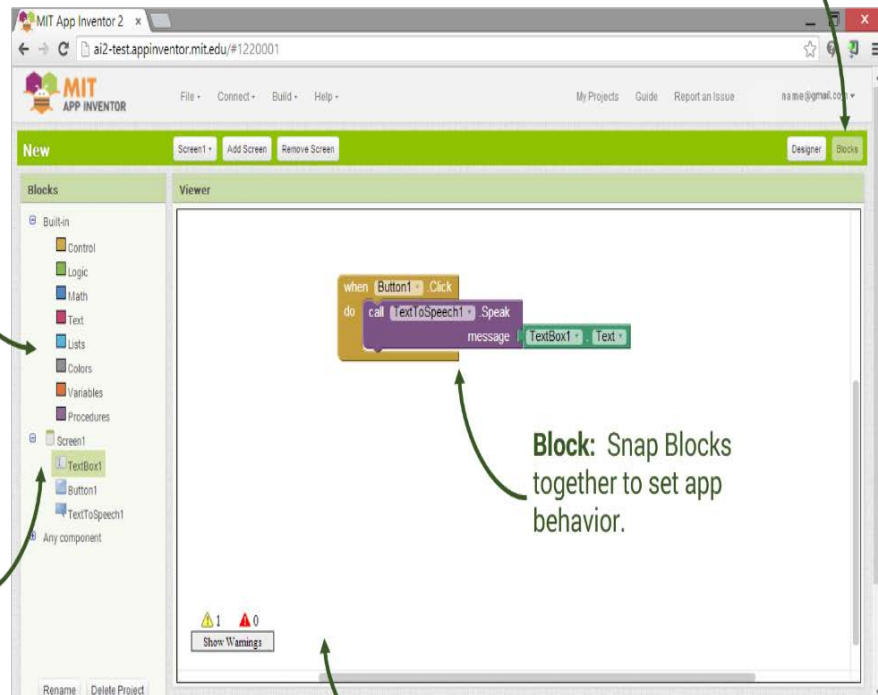 MIT App Inventor 2
ai2-test.appinventor.mit.edu/#1220001
MIT
APP INVENTOR
File Connect Build Help My Projects Guide Report an Issue name@gmail.com
New Screen1 Add Screen Remove Screen Designer Blocks
Blocks Viewer
Built-in
Control
Logic
Math
Text
Lists
Colors
Variables
Procedures
Screen1
TextBox1
Button1
TextToSpeech1
Any component
Rename Delete Project
when Button1 .Click
do call TextToSpeech1 .Speak
message TextBox1 . Text
Block: Snap Blocks
together to set app
behavior.
1 0
Show Warnings